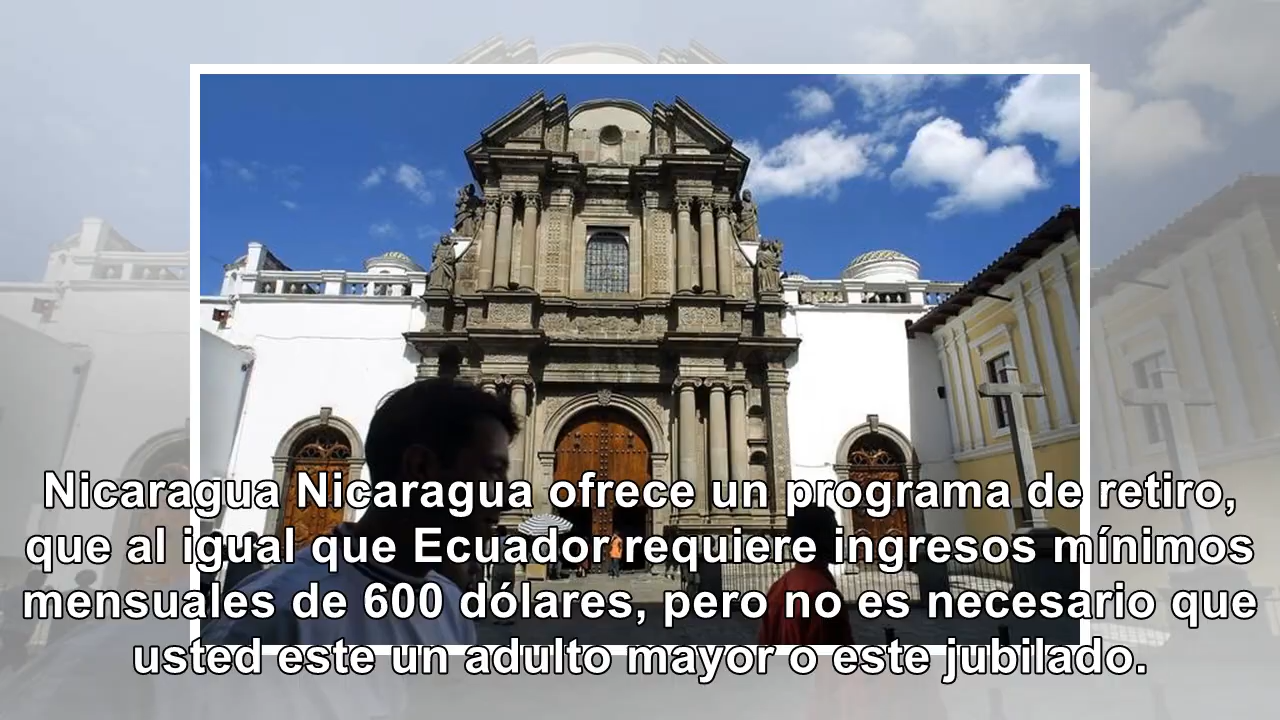 Nicaragua Nicaragua ofrece un programa de retiro,
que al igual que Ecuador requiere ingresos mínimos
mensuales de 600 dólares, pero no es necesario que
usted este un adulto mayor o este jubilado.